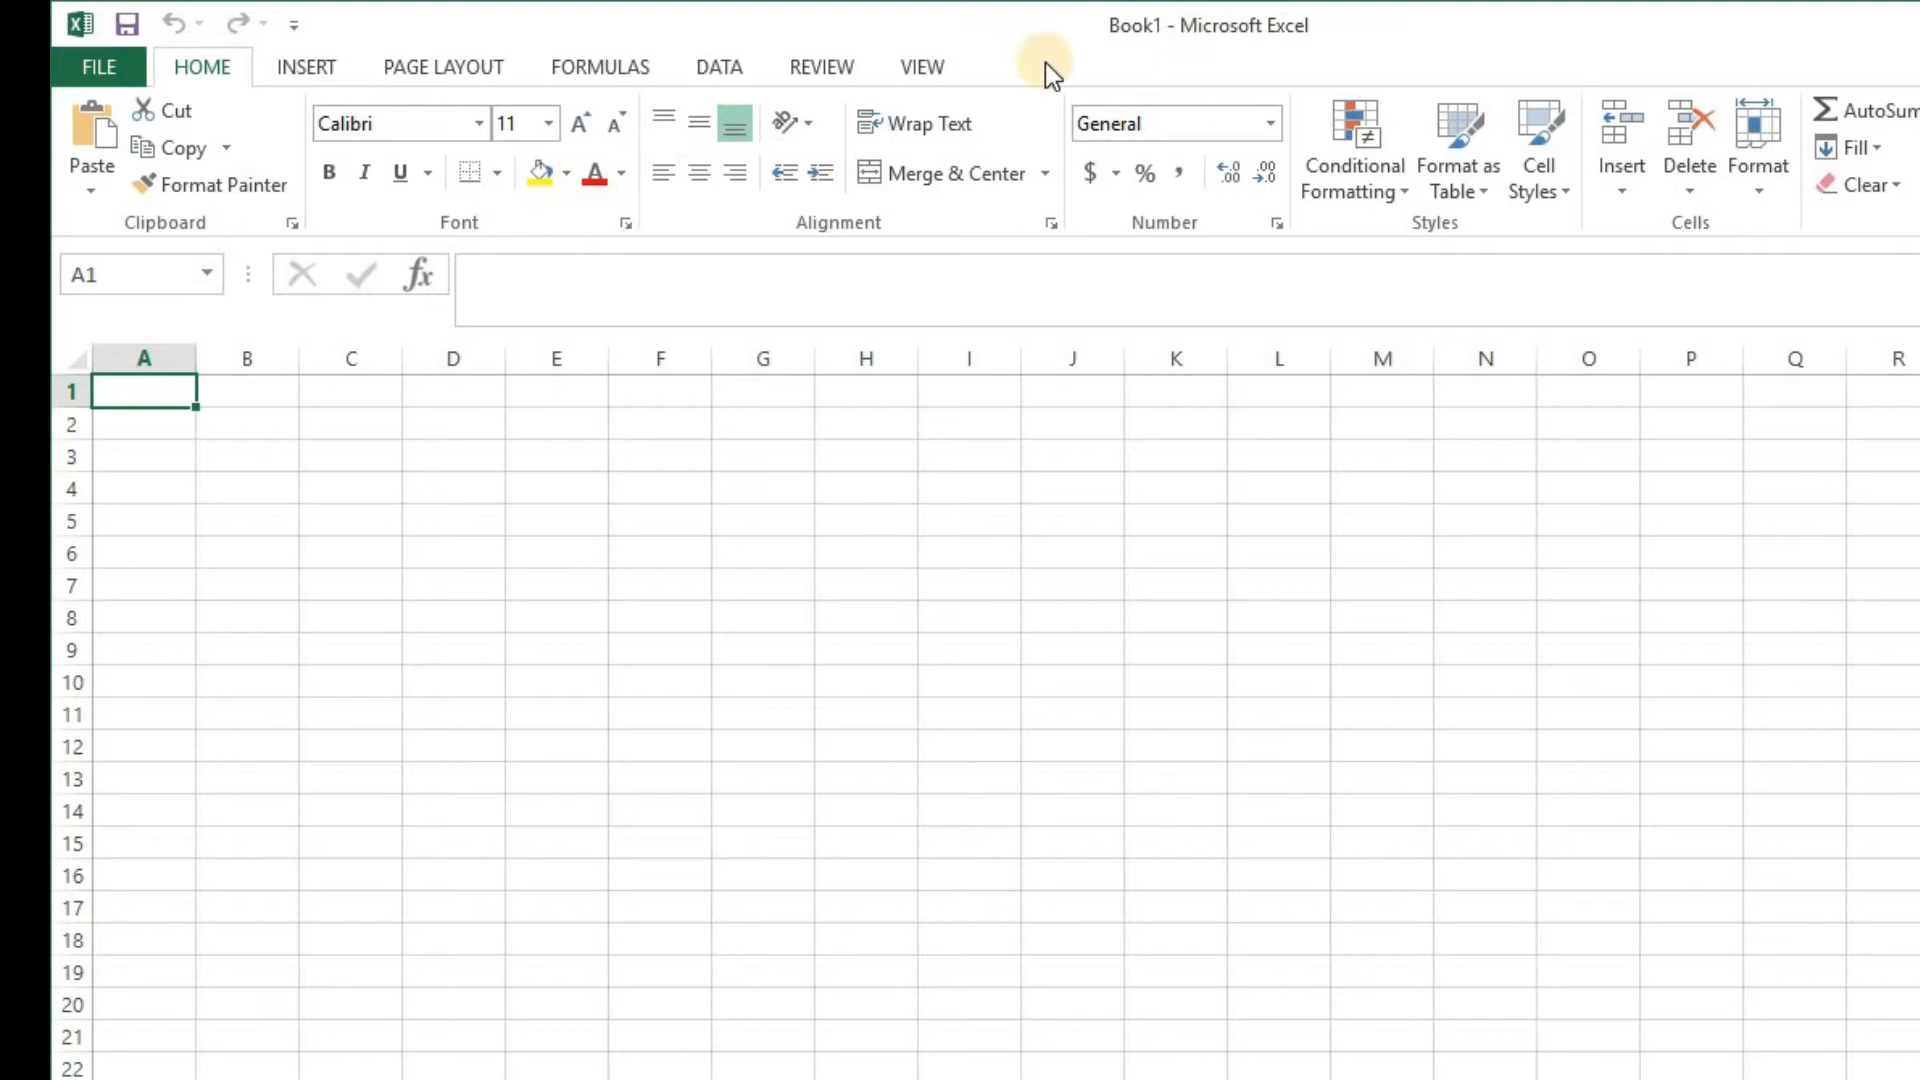 Book1 - Microsoft Excel
FILE HOME INSERT PAGE LAYOUT FORMULAS DATA REVIEW VIEW
Paste
Cut
Copy
Format Painter
Clipboard
Calibri 11
B I U A
Font
Wrap Text
Merge & Center
Alignment
General
$ % ,
Number
Conditional Formatting
Format as Table
Cell Styles
Styles
Insert Delete Format
Cells
AutoSum
Fill
Clear
A1
fx
A B C D E F G H I J K L M N O P Q R
1
2
3
4
5
6
7
8
9
10
11
12
13
14
15
16
17
18
19
20
21
22